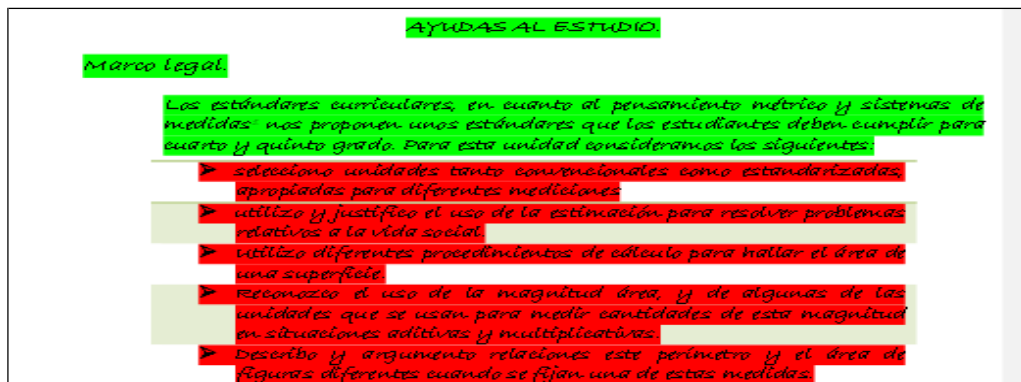 AYUDAS AL ESTUDIO.
Marco legal.
Los estándares curriculares, en cuanto al pensamiento métrico y sistemas de
medidas nos proponen unos estándares que los estudiantes deben cumplir para
cuarto y quinto grado. Para esta unidad consideramos los siguientes:
➤ selecciono unidades tanto convencionales como estandarizadas,
apropiadas para diferentes mediciones
➤ utilizo y justifico el uso de la estimación para resolver problemas
relativos a la vida social.
➤ Utilizo diferentes procedimientos de cálculo para hallar el área de
una superficie.
➤ Reconozco el uso de la magnitud área, y de algunas de las
unidades que se usan para medir cantidades de esta magnitud
en situaciones aditivas y multiplicativas.
➤ Describo y argumento relaciones este perímetro y el área de
figuras diferentes cuando se fijan una de estas medidas.